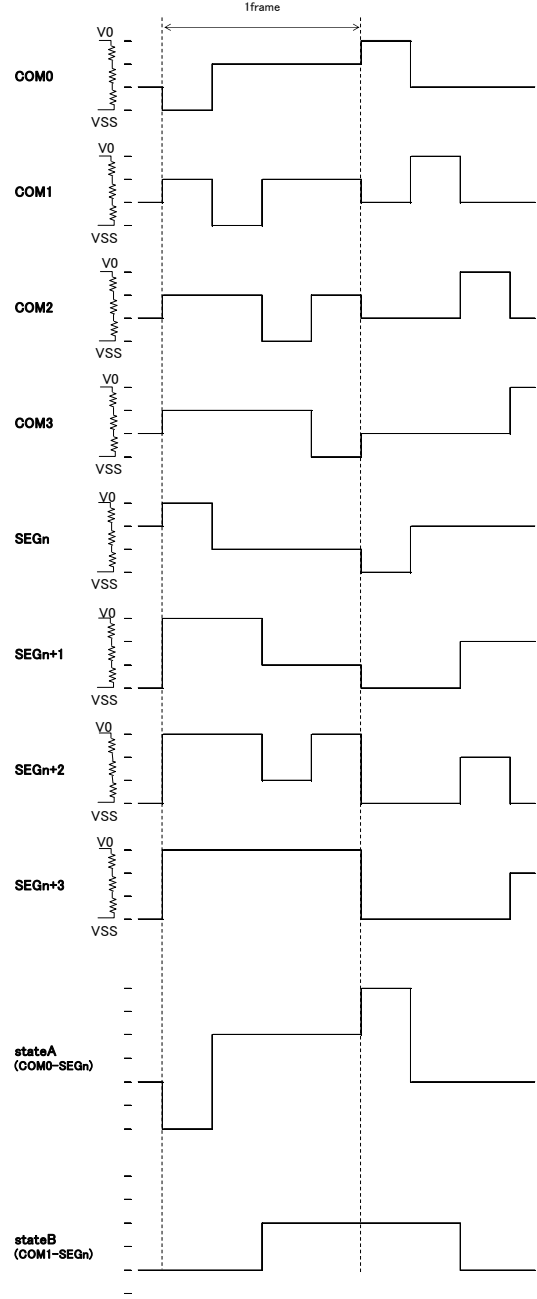 1frame
V0
COM0
VSS
V0
COM1
VSS
V0
COM2
VSS
V0
COM3
VSS
V0
SEGn
VSS
V0
SEGn+1
VSS
V0
SEGn+2
VSS
V0
SEGn+3
VSS
stateA
(COM0-SEGn)
stateB
(COM1-SEGn)